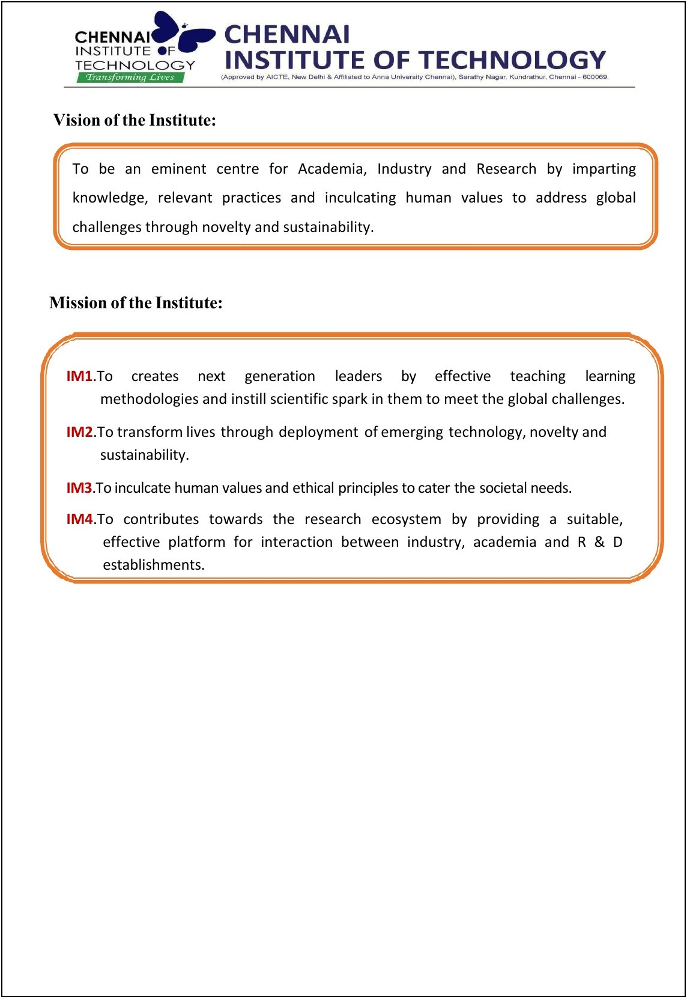 CHENNAI
INSTITUTE OF
TECHNOLOGY
Transforming Lives
CHENNAI
INSTITUTE OF TECHNOLOGY
(Approved by AICTE, New Delhi & Affiliated to Anna University Chennai), Sarathy Nagar, Kundrathur, Chennai - 600069.
Vision of the Institute:
To be an eminent centre for Academia, Industry and Research by imparting
knowledge, relevant practices and inculcating human values to address global
challenges through novelty and sustainability.
Mission of the Institute:
IM1.To creates next generation leaders by effective teaching learning
methodologies and instill scientific spark in them to meet the global challenges.
IM2.To transform lives through deployment of emerging technology, novelty and
sustainability.
IM3.To inculcate human values and ethical principles to cater the societal needs.
IM4.To contributes towards the research ecosystem by providing a suitable,
effective platform for interaction between industry, academia and R & D
establishments.